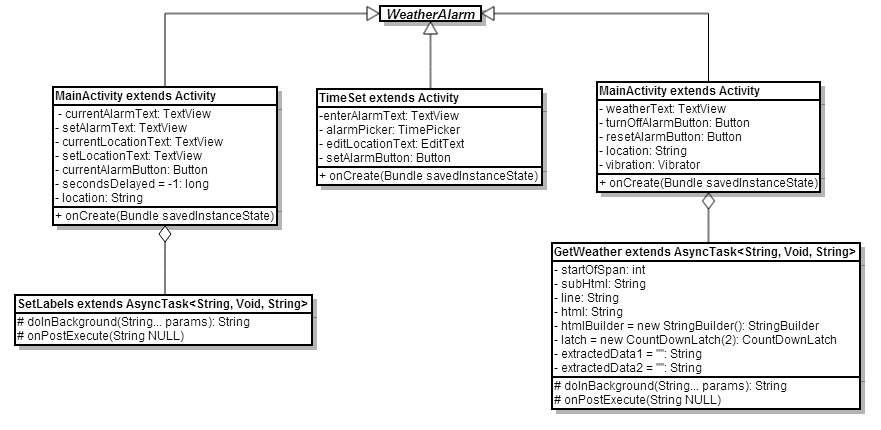 WeatherAlarm
MainActivity extends Activity
- currentAlarmText: TextView
- setAlarmText: TextView
- currentLocationText: TextView
- setLocationText: TextView
- currentAlarmButton: Button
- secondsDelayed = -1: long
- location: String
+ onCreate(Bundle savedInstanceState)
TimeSet extends Activity
-enterAlarmText: TextView
- alarmPicker: TimePicker
- editLocationText: EditText
- setAlarmButton: Button
+ onCreate(Bundle savedInstanceState)
MainActivity extends Activity
- weatherText: TextView
- turnOffAlarmButton: Button
- resetAlarmButton: Button
- location: String
- vibration: Vibrator
+ onCreate(Bundle savedInstanceState)
SetLabels extends AsyncTask<String, Void, String>
# doInBackground(String... params): String
# onPostExecute(String NULL)
GetWeather extends AsyncTask<String, Void, String>
- startOfSpan: int
- subHtml: String
- line: String
- html: String
- htmlBuilder = new StringBuilder(): StringBuilder
- latch = new CountDownLatch(2): CountDownLatch
- extractedData1 = "": String
- extractedData2 = "": String
# doInBackground(String... params): String
# onPostExecute(String NULL)